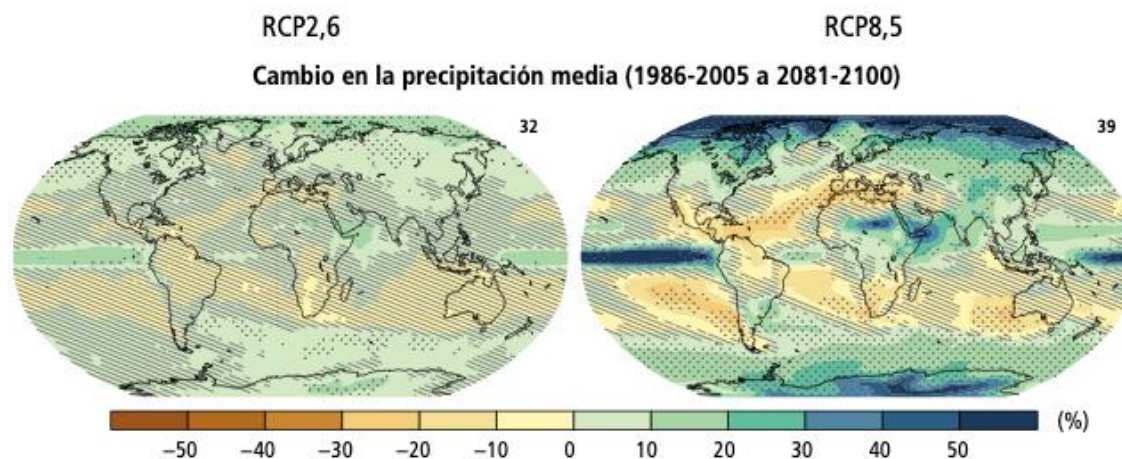 RCP2,6 RCP8,5
Cambio en la precipitación media (1986-2005 a 2081-2100)
32 39
(%)
−50 −40 −30 −20 −10 0 10 20 30 40 50